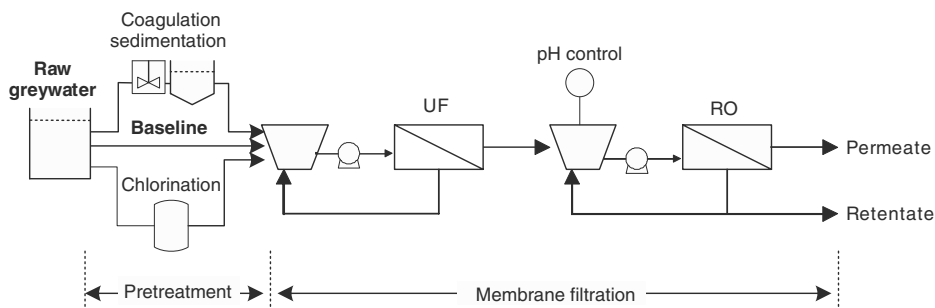 Coagulation
sedimentation
Raw
greywater
Baseline
Chlorination
pH control
UF
RO
Permeate
Retentate
Pretreatment
Membrane filtration